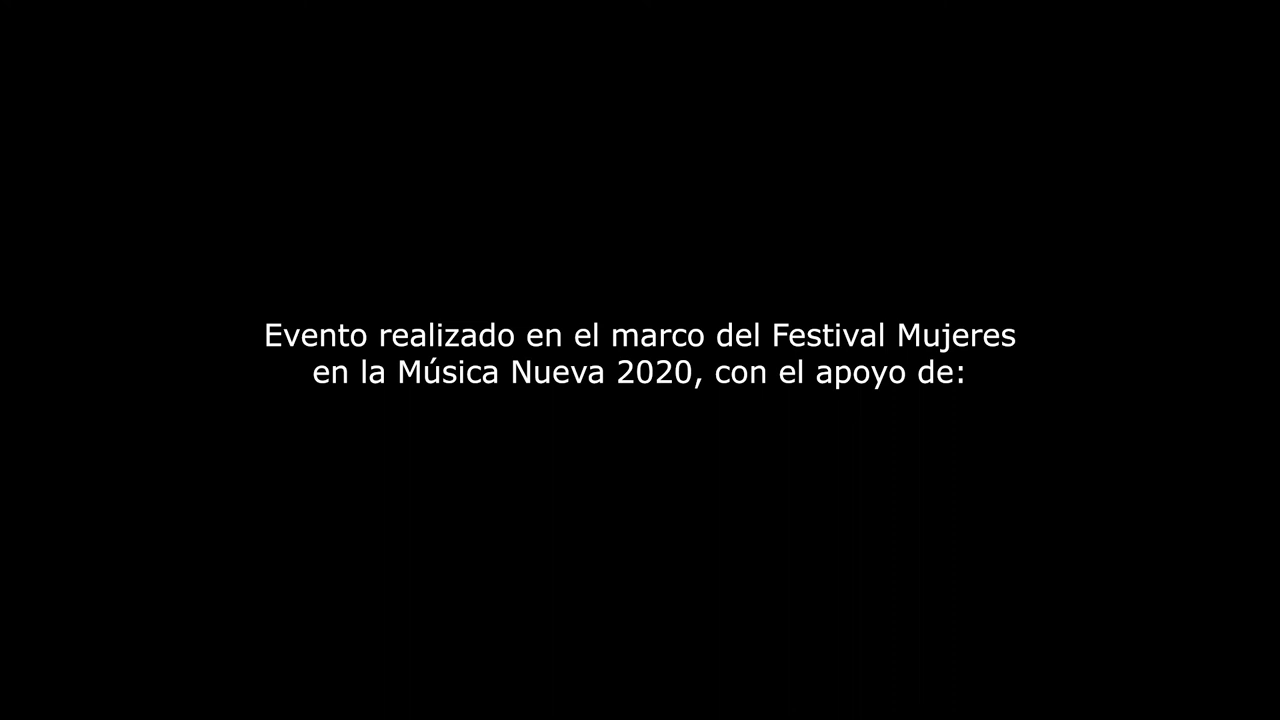 Evento realizado en el marco del Festival Mujeres
en la Música Nueva 2020, con el apoyo de: